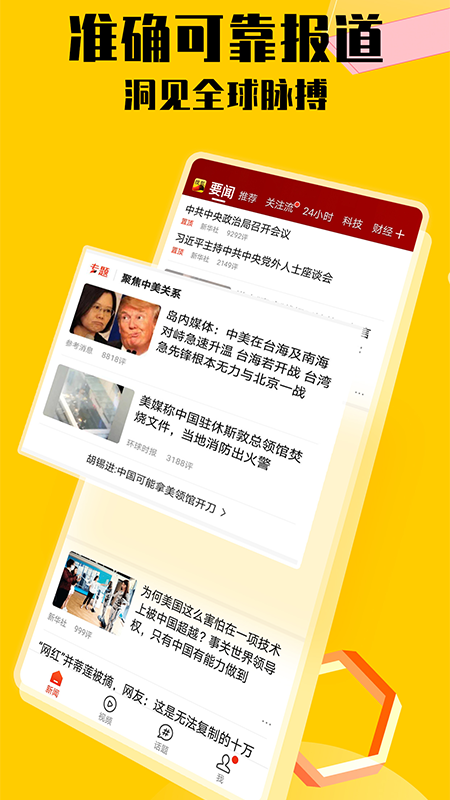 准确可靠报道
洞见全球脉搏
要闻 推荐 关注流 24小时 科技 财经 +
中共中央政治局召开会议
置顶 新华社 9292评
习近平主持中共中央党外人士座谈会
置顶 新华社 2149评
专题 聚焦中美关系
岛内媒体：中美在台海及南海
对峙急速升温 台海若开战 台湾
急先锋根本无力与北京一战
参考消息 8818评
美媒称中国驻休斯敦总领馆焚
烧文件，当地消防出火警
环球时报 3188评
胡锡进:中国可能拿美领馆开刀 >
为何美国这么害怕在一项技术
上被中国超越？事关世界领导
权，只有中国有能力做到
新华社 999评
“网红”并蒂莲被摘，网友：这是无法复制的十万
新闻 视频 话题 我